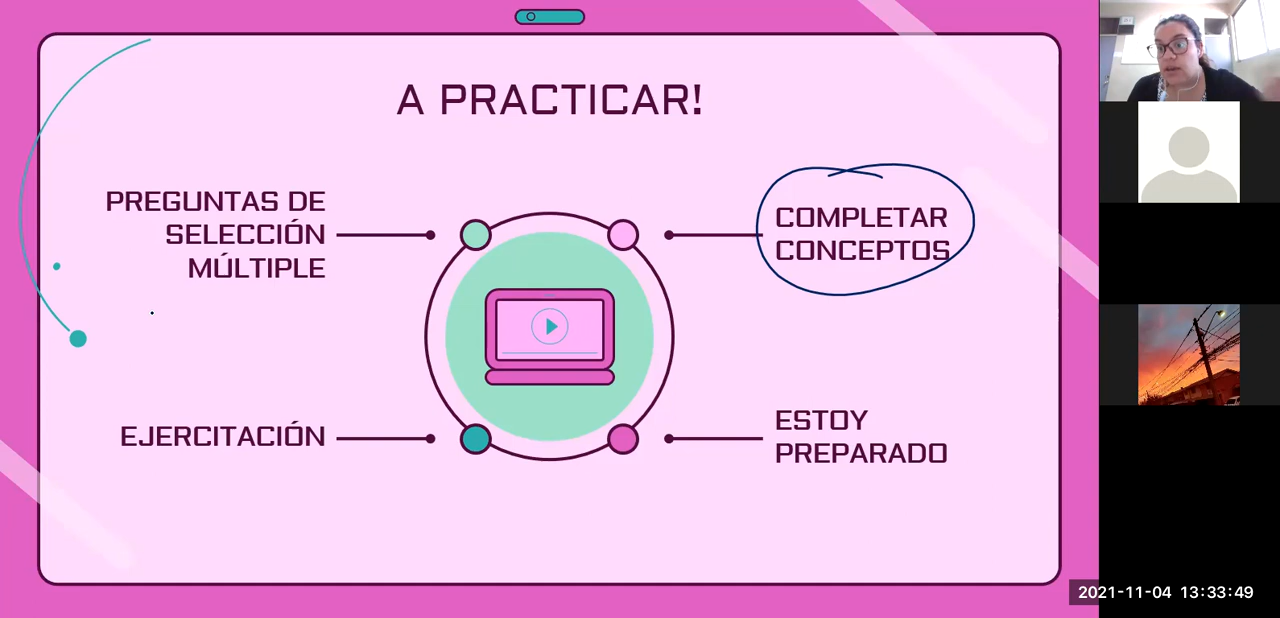 A PRACTICAR!
PREGUNTAS DE
SELECCIÓN
MÚLTIPLE
COMPLETAR
CONCEPTOS
EJERCITACIÓN
ESTOY
PREPARADO
2021-11-04 13:33:49